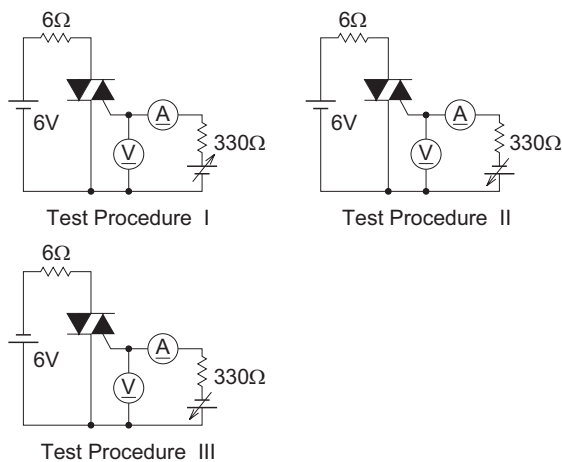 6Ω
6V
A
V
330Ω
Test Procedure I
6Ω
6V
A
V
330Ω
Test Procedure II
6Ω
6V
A
V
330Ω
Test Procedure III